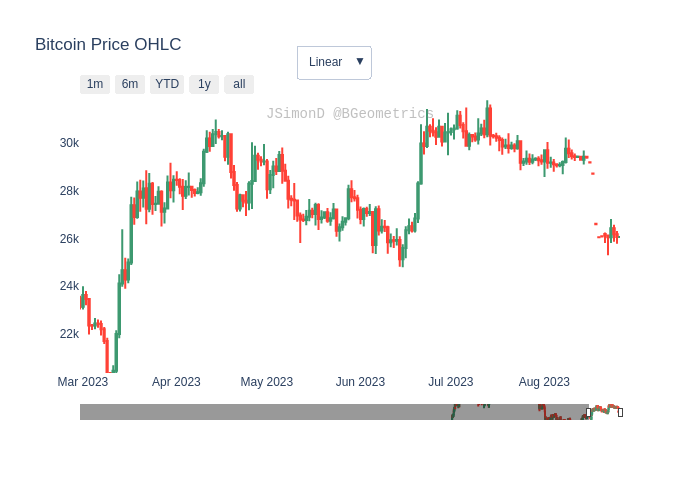 Bitcoin Price OHLC
Linear ▼
1m 6m YTD 1y all
JSimonD @BGeometrics
30k
28k
26k
24k
22k
Mar 2023 Apr 2023 May 2023 Jun 2023 Jul 2023 Aug 2023